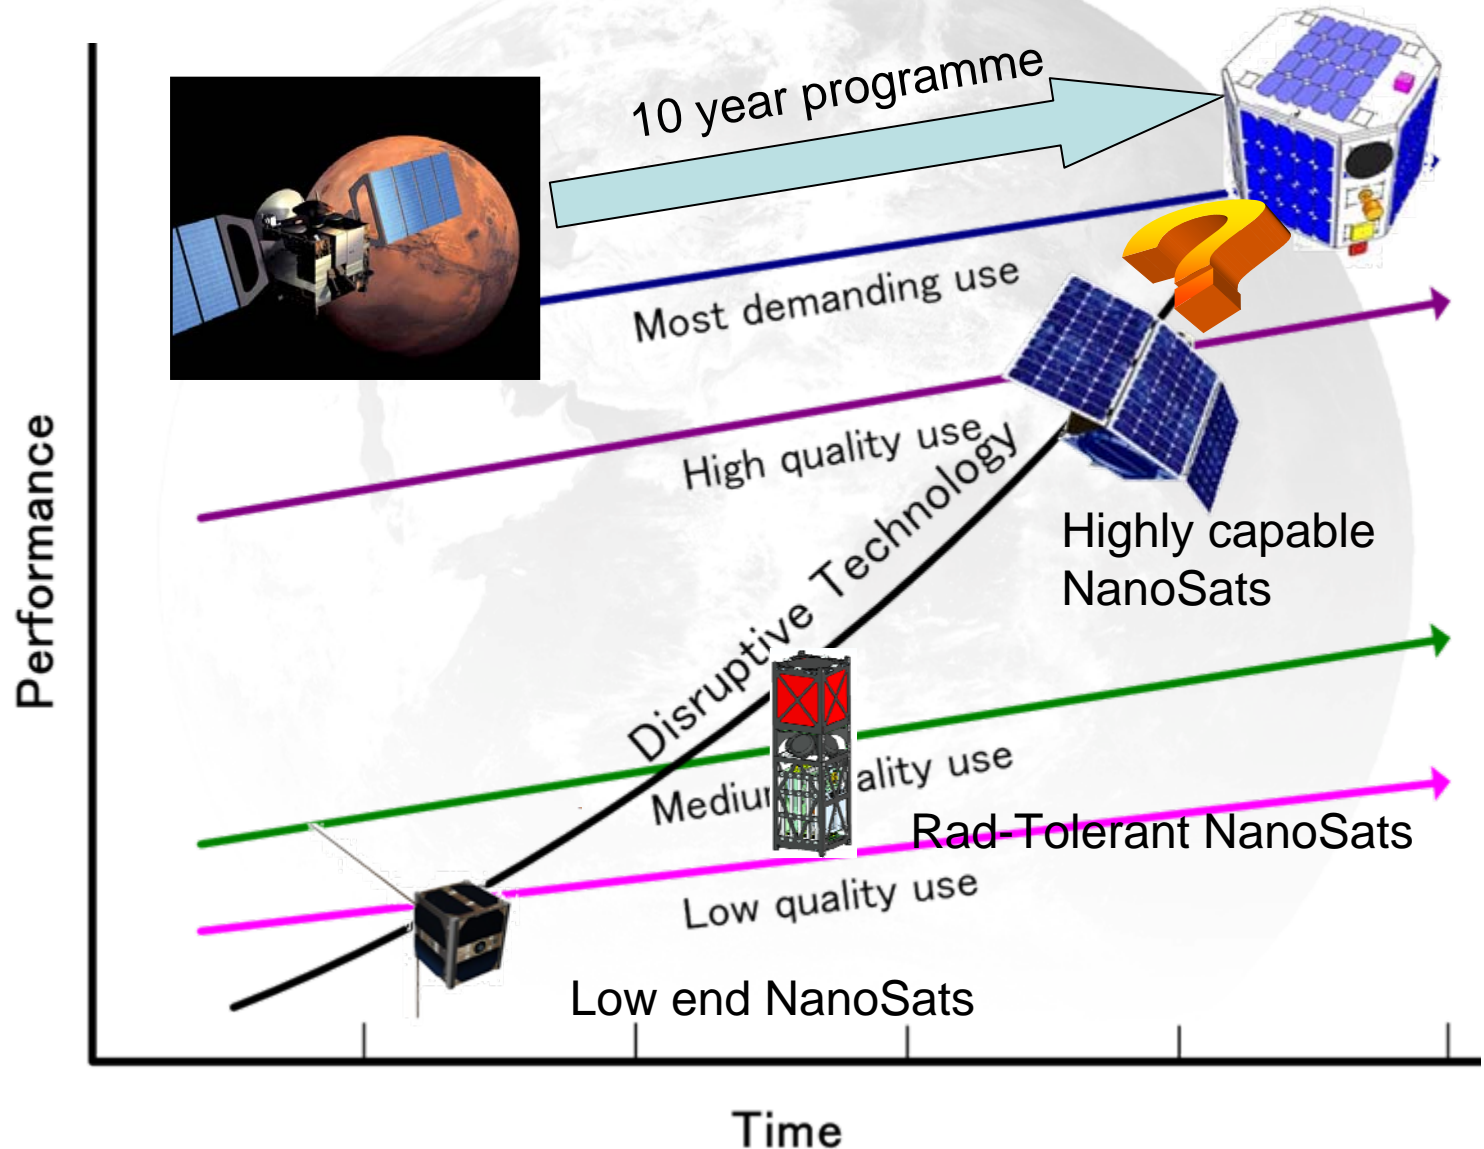 10 year programme
Most demanding use
High quality use
Disruptive Technology
Highly capable
NanoSats
Performance
use
Rad-Tolerant NanoSats
Low quality use
Low end NanoSats
Time